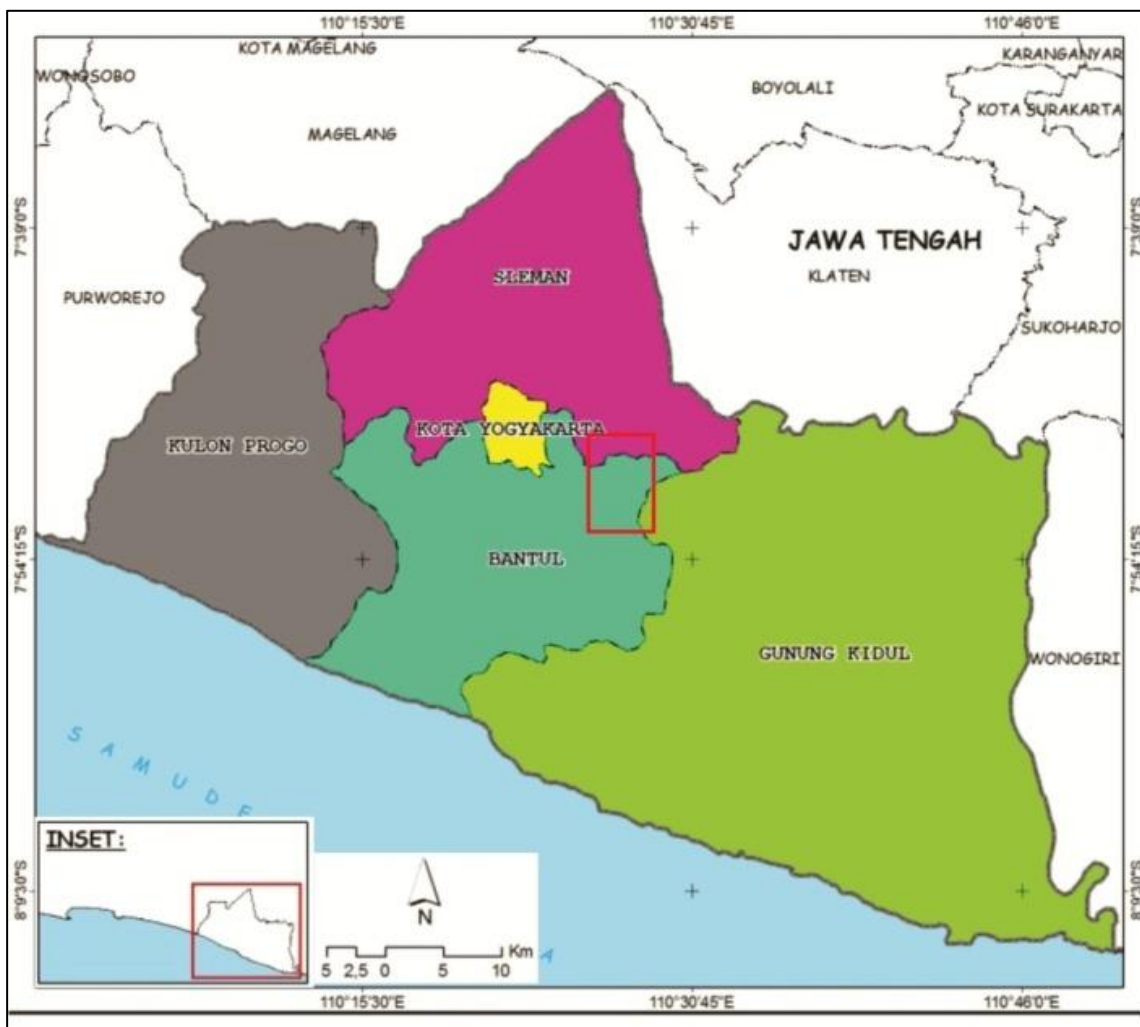 110°15'30"E
110°30'45"E
110°46'0"E
KOTA MAGELANG
KARANGANYAR
WONOSOBO
BOYOLALI
KOTA SURAKARTA
MAGELANG
7°39'0"S
7°39'0"S
JAWA TENGAH
SLEMAN
KLATEN
PURWOREJO
SUKOHARJO
KOTA YOGYAKARTA
KULON PROGO
BANTUL
7°54'15"S
7°54'15"S
GUNUNG KIDUL
WONOGIRI
SAMUDE
A
INSET:
N
8°9'30"S
8°9'30"S
5 2,5 0 5 10 Km
110°15'30"E
110°30'45"E
110°46'0"E